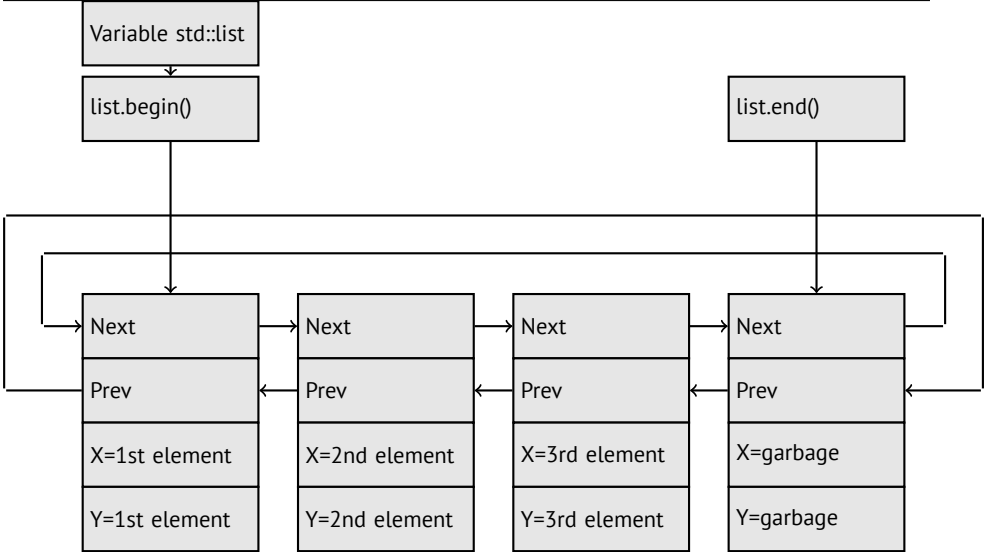 Variable std::list
list.begin()
list.end()
Next
Next
Next
Next
Prev
Prev
Prev
Prev
X=1st element
X=2nd element
X=3rd element
X=garbage
Y=1st element
Y=2nd element
Y=3rd element
Y=garbage